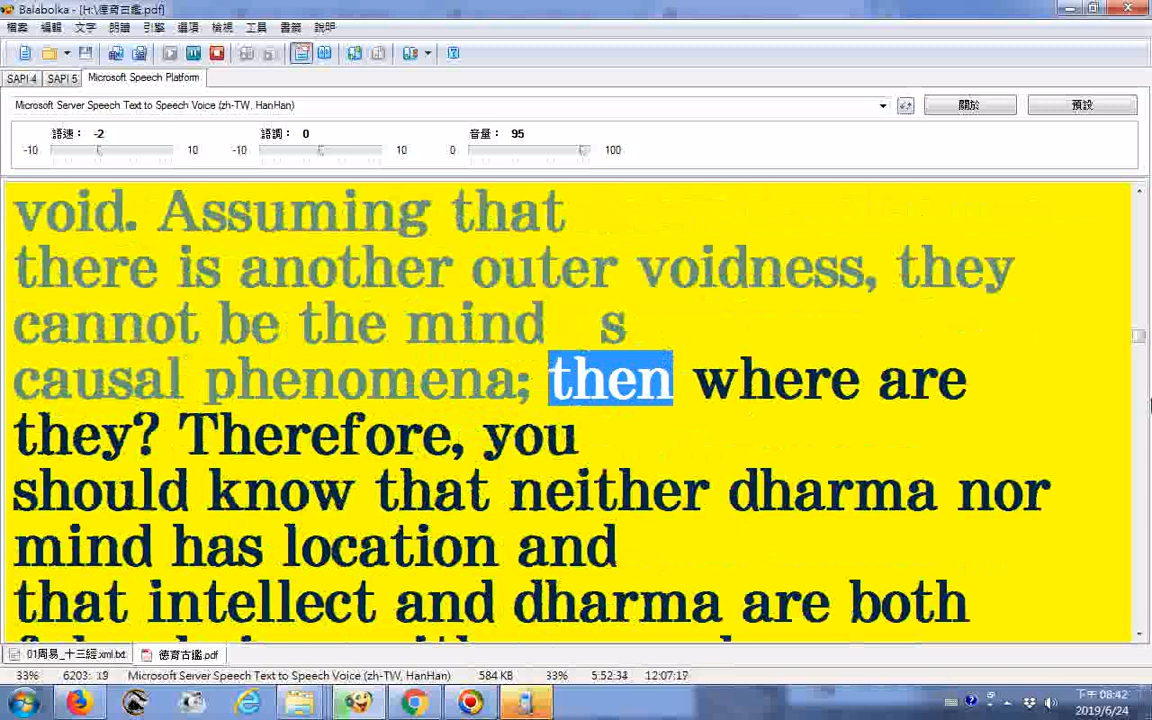 Balabolka - [H:\德育古鑑.pdf]
檔案 編輯 文字 朗讀 引擎 選項 檢視 工具 書籤 說明
SAPI 4 SAPI 5 Microsoft Speech Platform
Microsoft Server Speech Text to Speech Voice (zh-TW, HanHan) 關於 預設
語速： -2 語調： 0 音量： 95
-10 10 -10 10 0 100
void. Assuming that
there is another outer voidness, they
cannot be the mind s
causal phenomena; then where are
they? Therefore, you
should know that neither dharma nor
mind has location and
that intellect and dharma are both
01周易_十三經.xml.txt 德育古鑑.pdf
33% 6203: 19 Microsoft Server Speech Text to Speech Voice (zh-TW, HanHan) 584 KB 33% 5:52:34 12:07:17
下午 08:42
2019/6/24